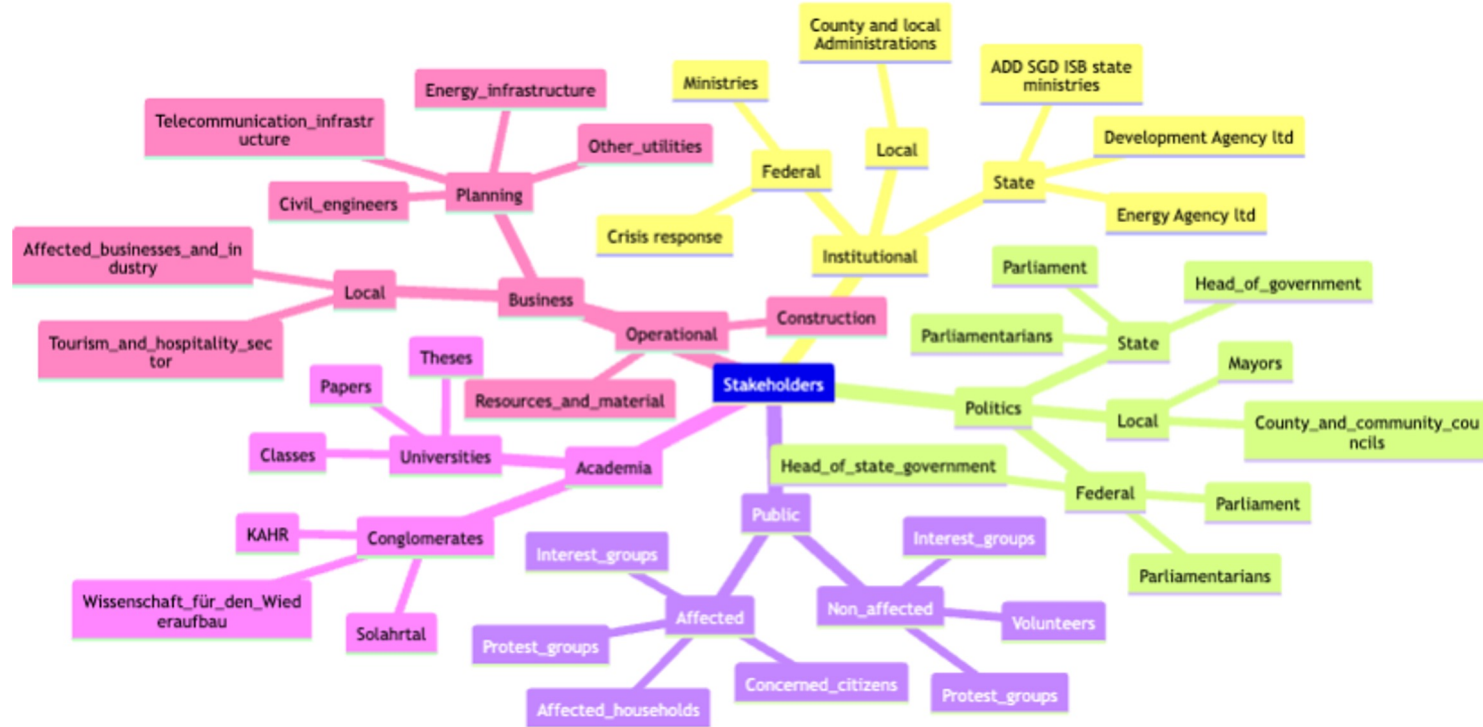 County and local
Administrations
ADD SGD ISB state
ministries
Ministries
Energy_infrastructure
Telecommunication_infrastr
ucture
Development Agency ltd
Other_utilities
Local
Federal
State
Planning
Civil_engineers
Energy Agency ltd
Crisis response
Affected_businesses_and_in
dustry
Institutional
Parliament
Head_of_government
Local
Business
Construction
Operational
Parliamentarians
State
Tourism_and_hospitality_sec
tor
Theses
Mayors
Papers
Stakeholders
Resources_and_material
Politics
Local
County_and_community_cou
ncils
Classes
Universities
Academia
Head_of_state_government
Federal
Parliament
Public
KAHR
Conglomerates
Interest_groups
Interest_groups
Parliamentarians
Wissenschaft_für_den_Wied
eraufbau
Non_affected
Affected
Volunteers
Solahrtal
Protest_groups
Concerned_citizens
Protest_groups
Affected_households